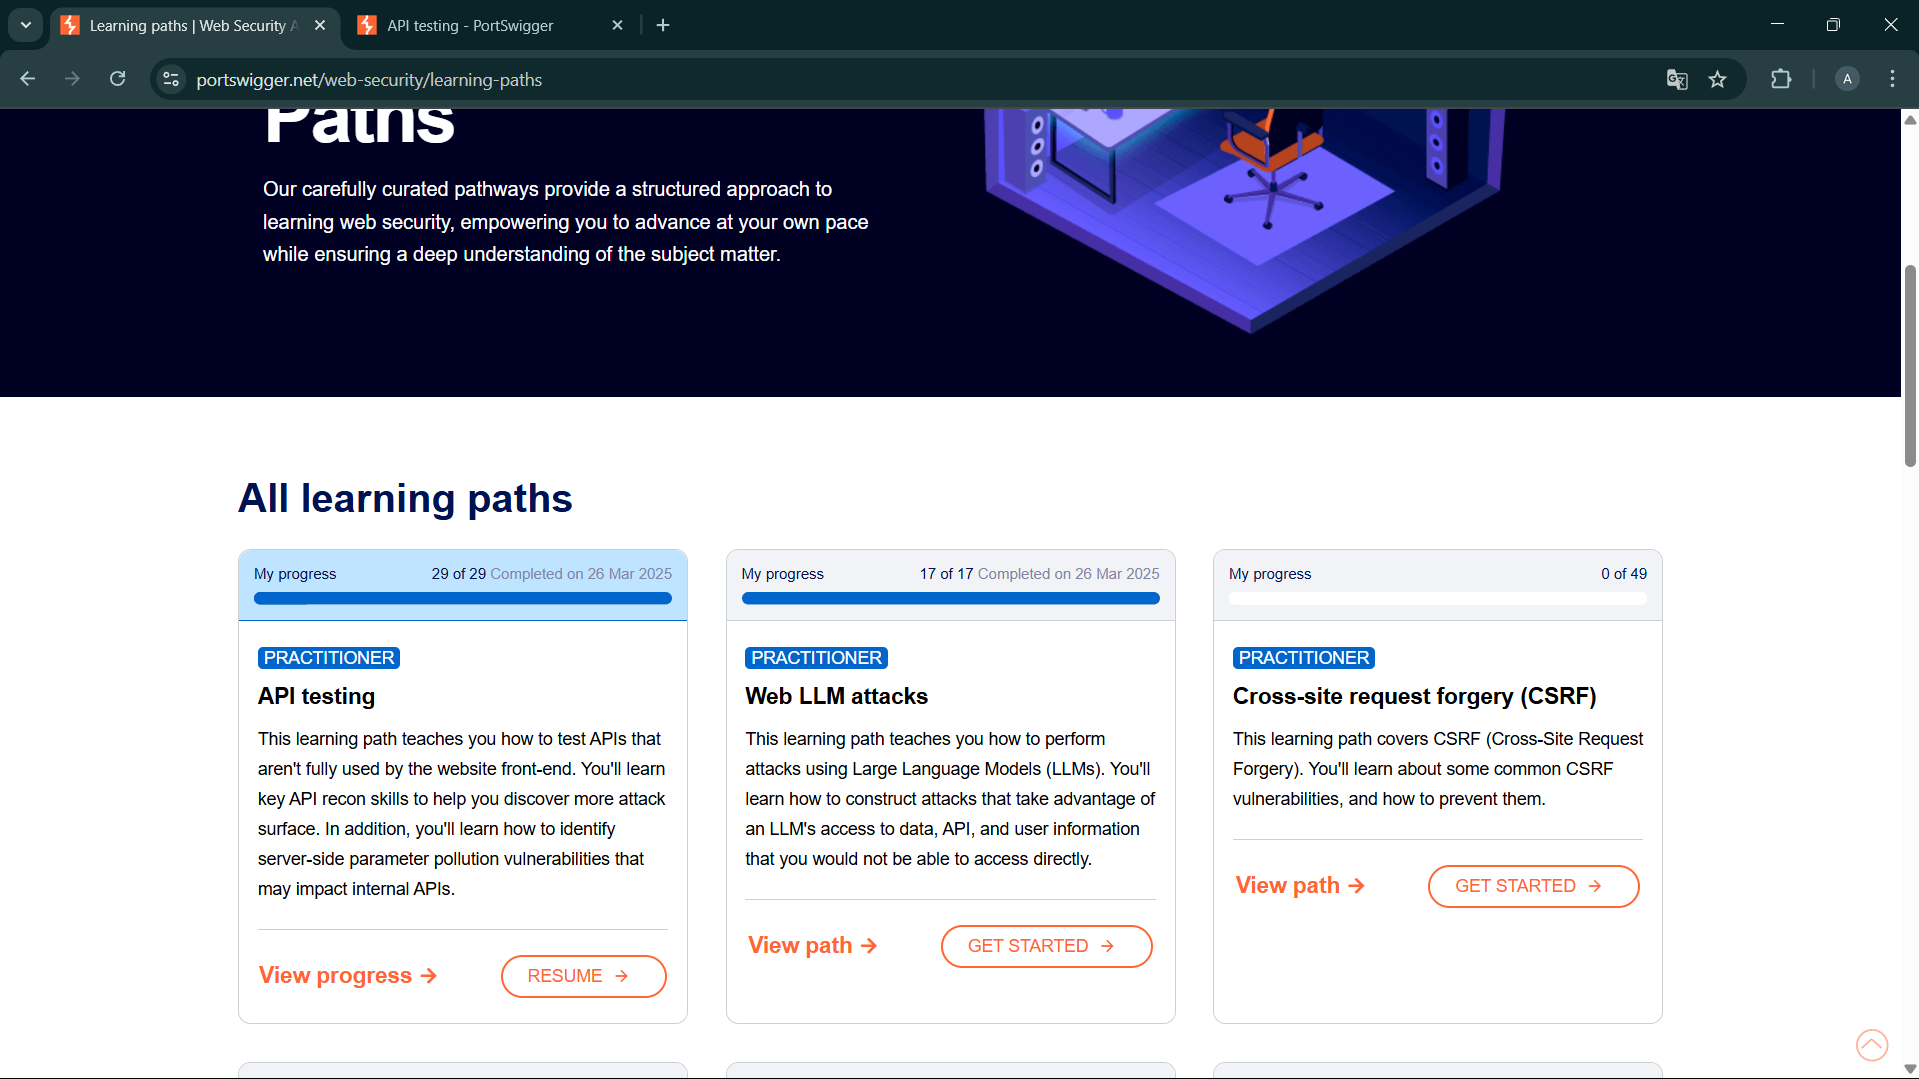 Learning paths | Web Security A
API testing - PortSwigger
portswigger.net/web-security/learning-paths
A
Paths
Our carefully curated pathways provide a structured approach to
learning web security, empowering you to advance at your own pace
while ensuring a deep understanding of the subject matter.
All learning paths
My progress 29 of 29 Completed on 26 Mar 2025
PRACTITIONER
API testing
This learning path teaches you how to test APIs that
aren't fully used by the website front-end. You'll learn
key API recon skills to help you discover more attack
surface. In addition, you'll learn how to identify
server-side parameter pollution vulnerabilities that
may impact internal APIs.
View progress → RESUME →
My progress 17 of 17 Completed on 26 Mar 2025
PRACTITIONER
Web LLM attacks
This learning path teaches you how to perform
attacks using Large Language Models (LLMs). You'll
learn how to construct attacks that take advantage of
an LLM's access to data, API, and user information
that you would not be able to access directly.
View path → GET STARTED →
My progress 0 of 49
PRACTITIONER
Cross-site request forgery (CSRF)
This learning path covers CSRF (Cross-Site Request
Forgery). You'll learn about some common CSRF
vulnerabilities, and how to prevent them.
View path → GET STARTED →